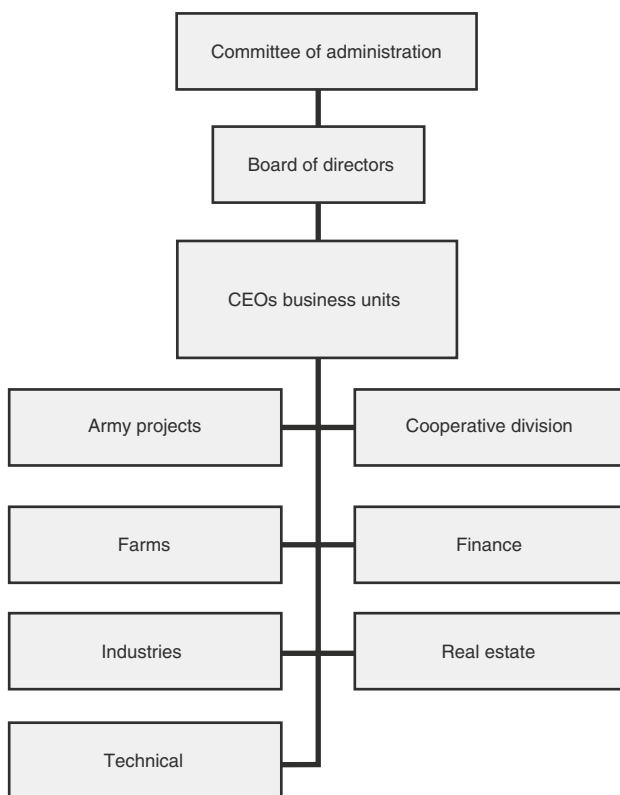 Committee of administration
Board of directors
CEOs business units
Army projects
Cooperative division
Farms
Finance
Industries
Real estate
Technical